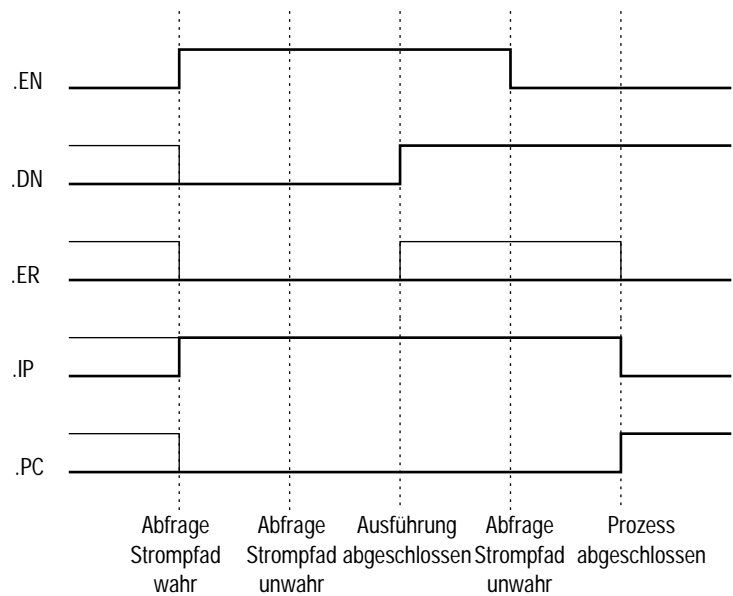 .EN
.DN
.ER
.IP
.PC
Abfrage
Strompfad
wahr
Abfrage
Strompfad
unwahr
Ausführung
abgeschlossen
Abfrage
Strompfad
unwahr
Prozess
abgeschlossen